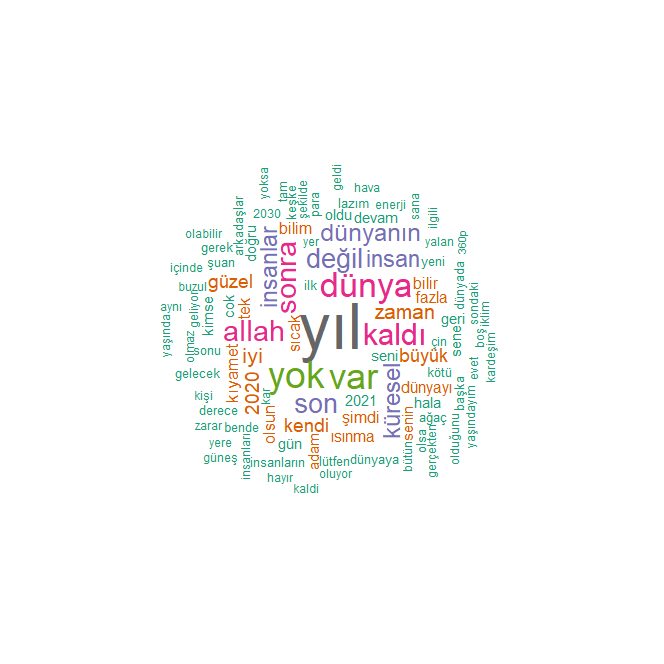 geldi
yoksa
tam
keşke
şekilde
para
hava
lazım
enerji
sana
ilgili
arkadaşlar
2030
oldu
devam
olabilir
doğru
bilim
dünyanın
yalan
360p
gerek
insanlar
sonra
yer
değil
insan
yeni
içinde
şuan
dünyada
buzul
güzel
ilk
dünya
bilir
fazla
sondaki
aynı
geliyor
kimse
cok
tek
zaman
geri
iklim
yaşında
olmaz
allah
sıcak
yıl
kaldı
sene
boş
kardeşim
sonu
iyi
seni
büyük
çin
evet
gelecek
kıyamet
yok
var
küresel
kötü
kişi
2020
kar
son
2021
dünyayı
başka
yaşındayım
derece
hala
zarar
bende
olsun
kendi
şimdi
senin
ağaç
yere
gün
ısınma
bütün
olsa
gerçekten
olduğunu
güneş
insanları
insanların
adam
lütfen
dünyaya
hayır
oluyor
kaldi